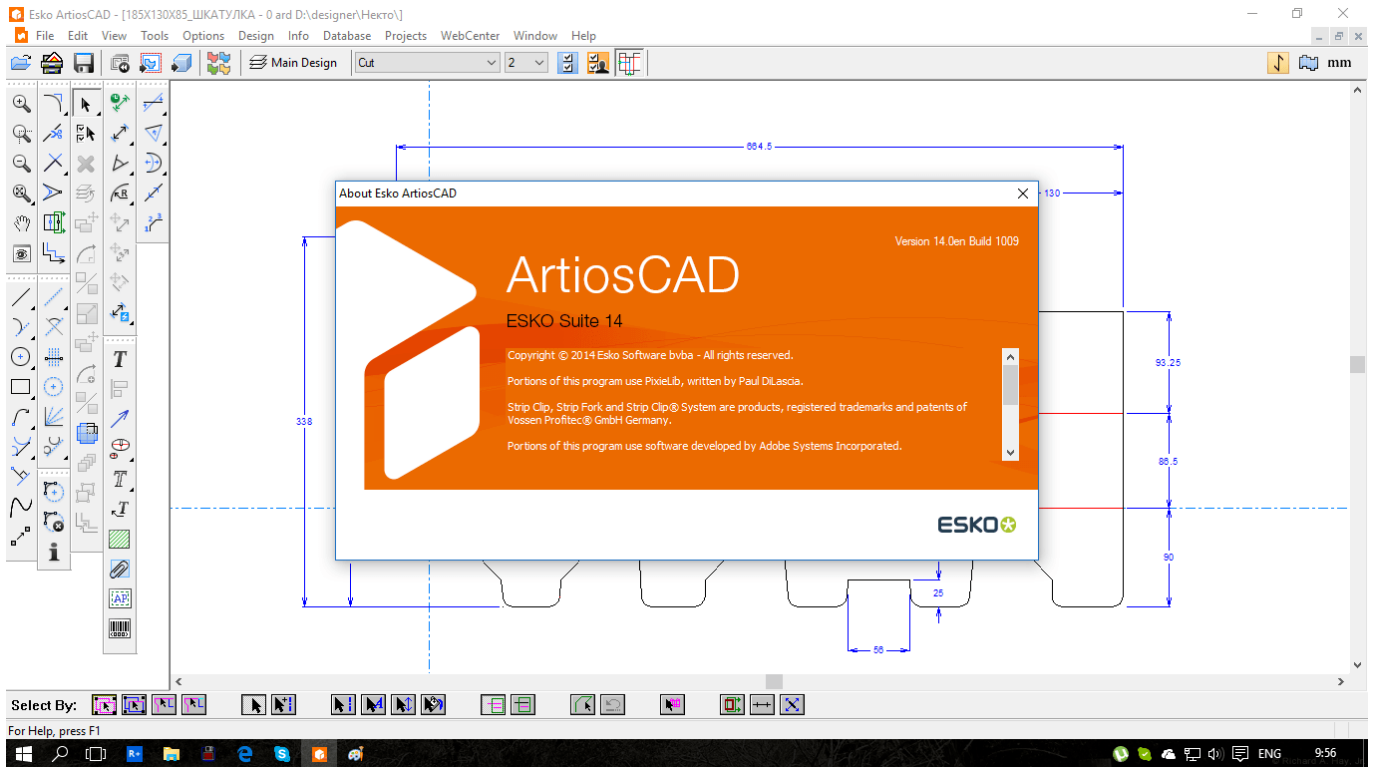 Esko ArtiosCAD - [185X130X85_ШКАТУЛКА - 0 ard D:\designer\Некто\]
File Edit View Tools Options Design Info Database Projects WebCenter Window Help
Main Design Cut 2 mm
664.5
130
About Esko ArtiosCAD
Version 14.0en Build 1009
ArtiosCAD
ESKO Suite 14
Copyright © 2014 Esko Software bvba - All rights reserved.
Portions of this program use PixieLib, written by Paul DiLascia.
Strip Clip, Strip Fork and Strip Clip® System are products, registered trademarks and patents of
Vossen Profitec® GmbH Germany.
Portions of this program use software developed by Adobe Systems Incorporated.
93.25
338
86.5
ESKO
90
25
56
Select By:
For Help, press F1
ENG 9:56